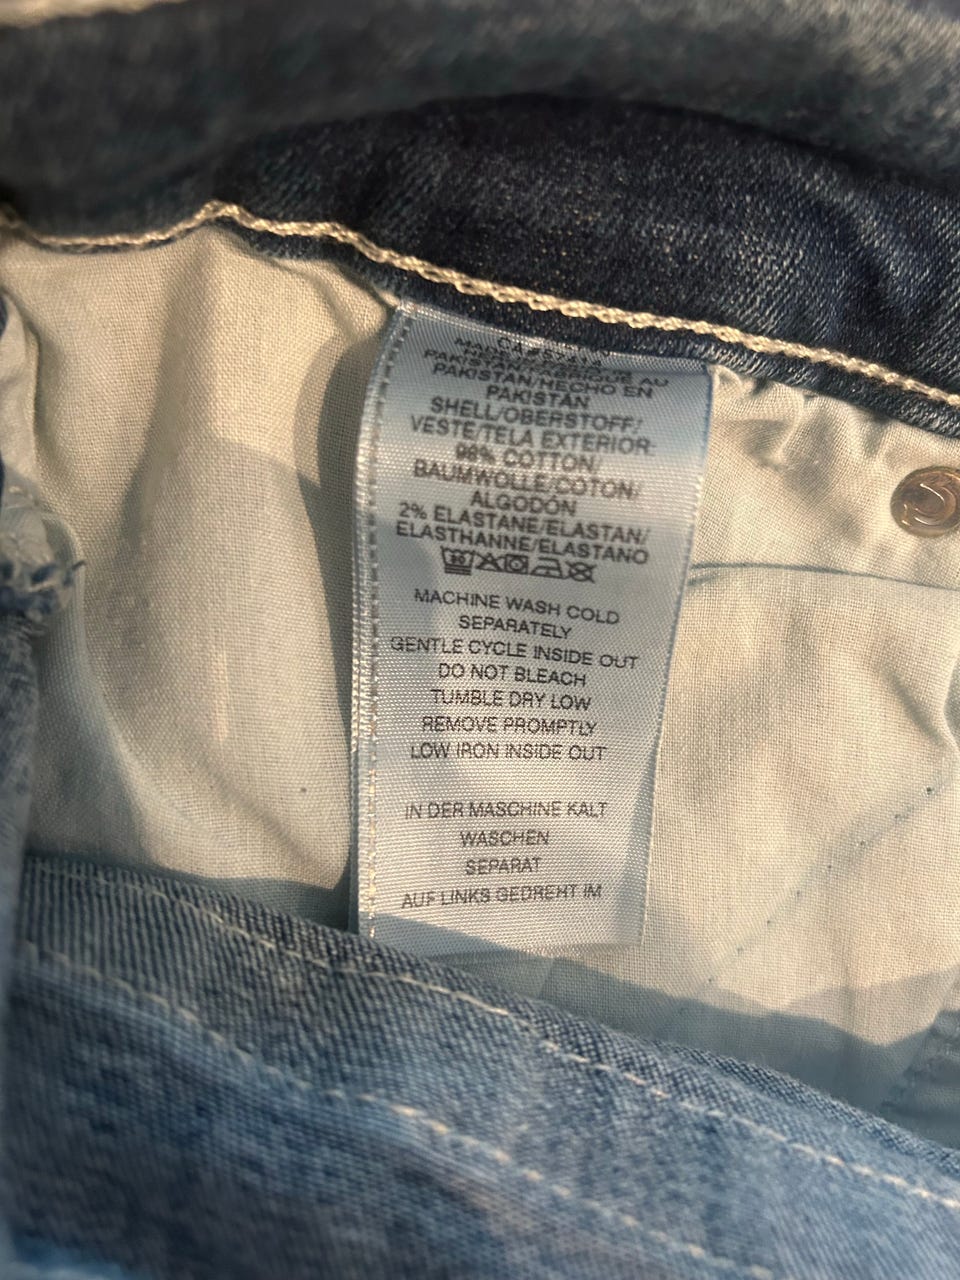 PAKISTAN/HECHO EN
PAKISTAN
SHELL/OBERSTOFF/
VESTE/TELA EXTERIOR:
98% COTTON/
BAUMWOLLE/COTON/
ALGODÓN
2% ELASTANE/ELASTAN/
ELASTHANNE/ELASTANO
MACHINE WASH COLD
SEPARATELY
GENTLE CYCLE INSIDE OUT
DO NOT BLEACH
TUMBLE DRY LOW
REMOVE PROMPTLY
LOW IRON INSIDE OUT
IN DER MASCHINE KALT
WASCHEN
SEPARAT
AUF LINKS GEDREHT IM